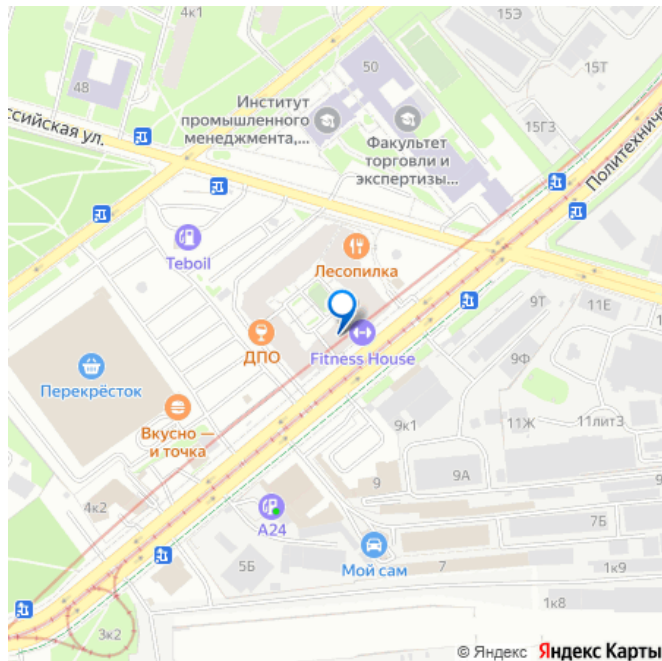 4к1
15Э
15Т
48
50
Институт
промышленного
менеджмента,...
15Г3
ссийская ул.
Факультет
торговли и
экспертизы...
Политехниче
Teboil
Лесопилка
9Т
11Е
ДПО
Fitness House
9Ф
Перекрёсток
Вкусно —
и точка
9к1
11Ж
11лит3
4к2
9
9А
А24
7Б
5Б
Мой сам
7
1к9
1к8
3к2
© Яндекс Яндекс Карты